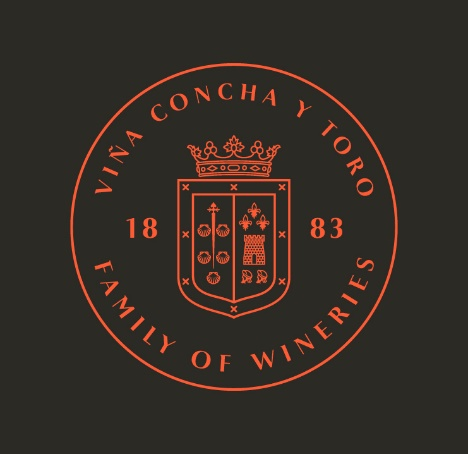 VIÑA CONCHA Y TORO
18 83
FAMILY OF WINERIES